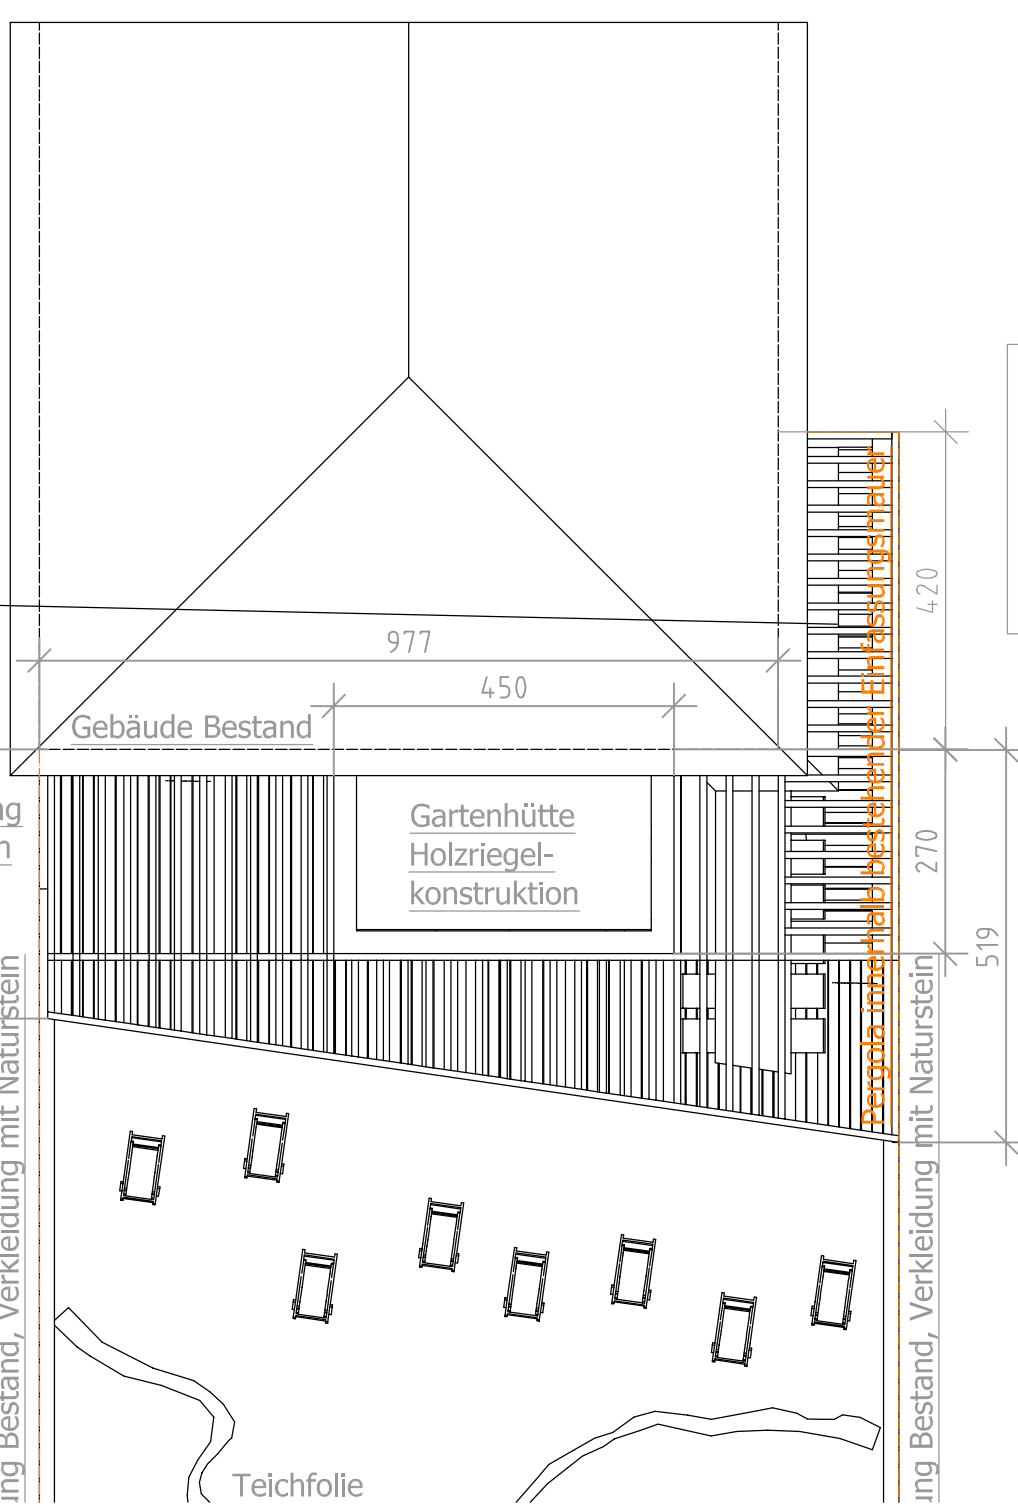 977
450
Gebäude Bestand
420
Gartenhütte
Holzriegel-
konstruktion
270
519
Pergola innerhalb bestehender Einfassungsmauer
ng
n
ung Bestand, Verkleidung mit Naturstein
ung Bestand, Verkleidung mit Naturstein
Teichfolie